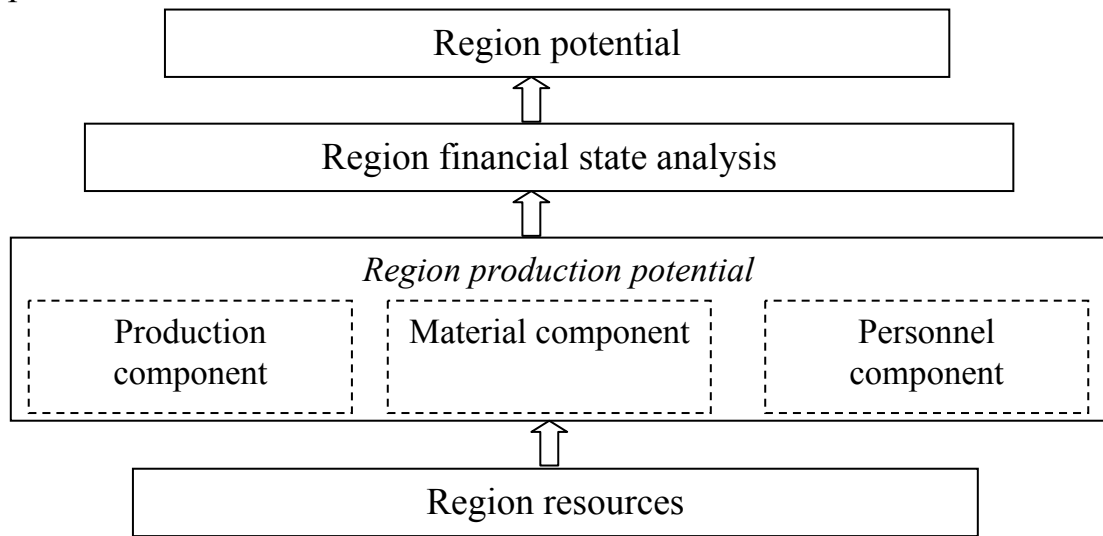 Region potential
Region financial state analysis
Region production potential
Production
component
Material component
Personnel
component
Region resources